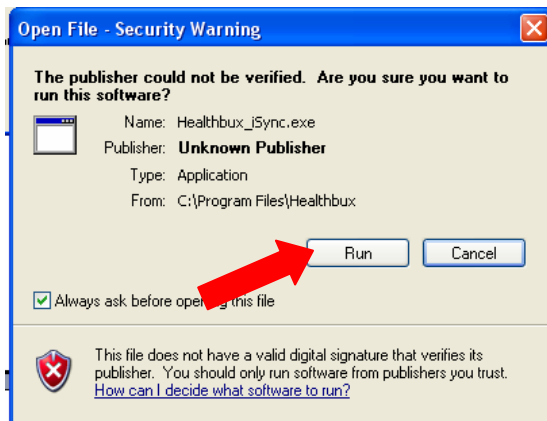 Open File - Security Warning
The publisher could not be verified.  Are you sure you want to
run this software?
Name: Healthbux_iSync.exe
Publisher: Unknown Publisher
Type: Application
From: C:\Program Files\Healthbux
Run Cancel
Always ask before opening this file
This file does not have a valid digital signature that verifies its
publisher.  You should only run software from publishers you trust.
How can I decide what software to run?